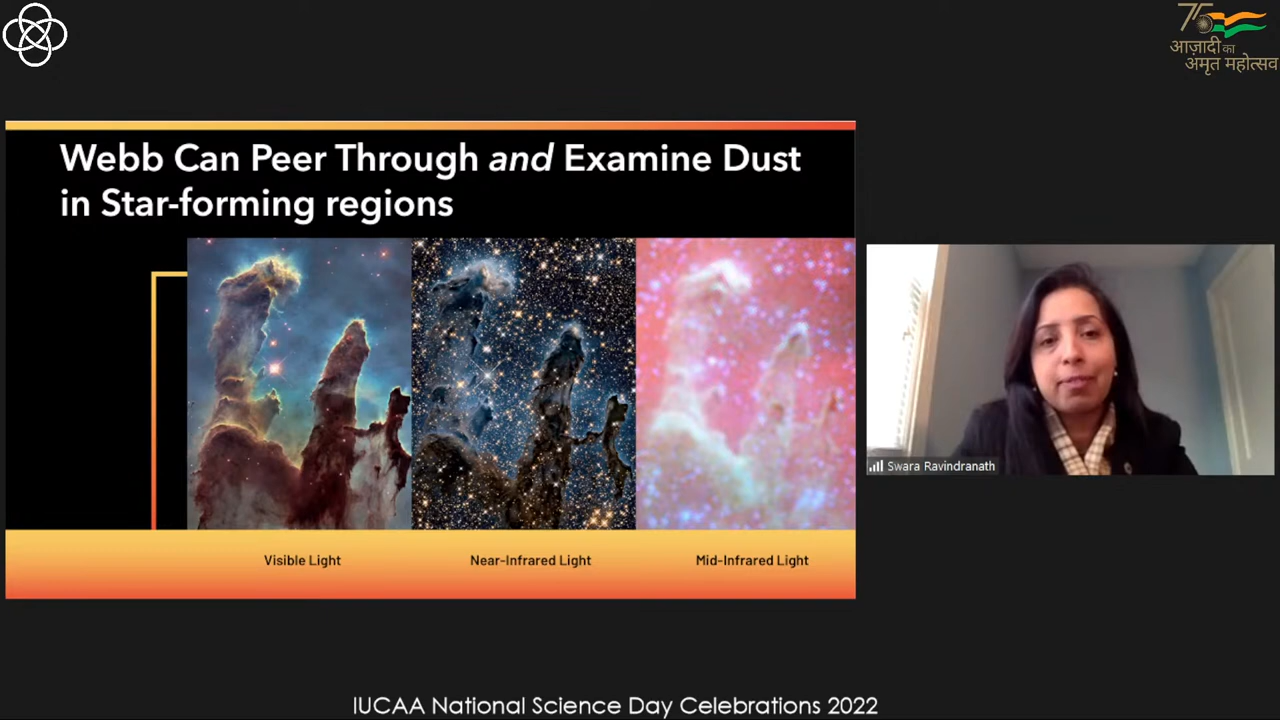 75
आज़ादी का
अमृत महोत्सव
Webb Can Peer Through and Examine Dust
in Star-forming regions
Visible Light
Near-Infrared Light
Mid-Infrared Light
Swara Ravindranath
IUCAA National Science Day Celebrations 2022